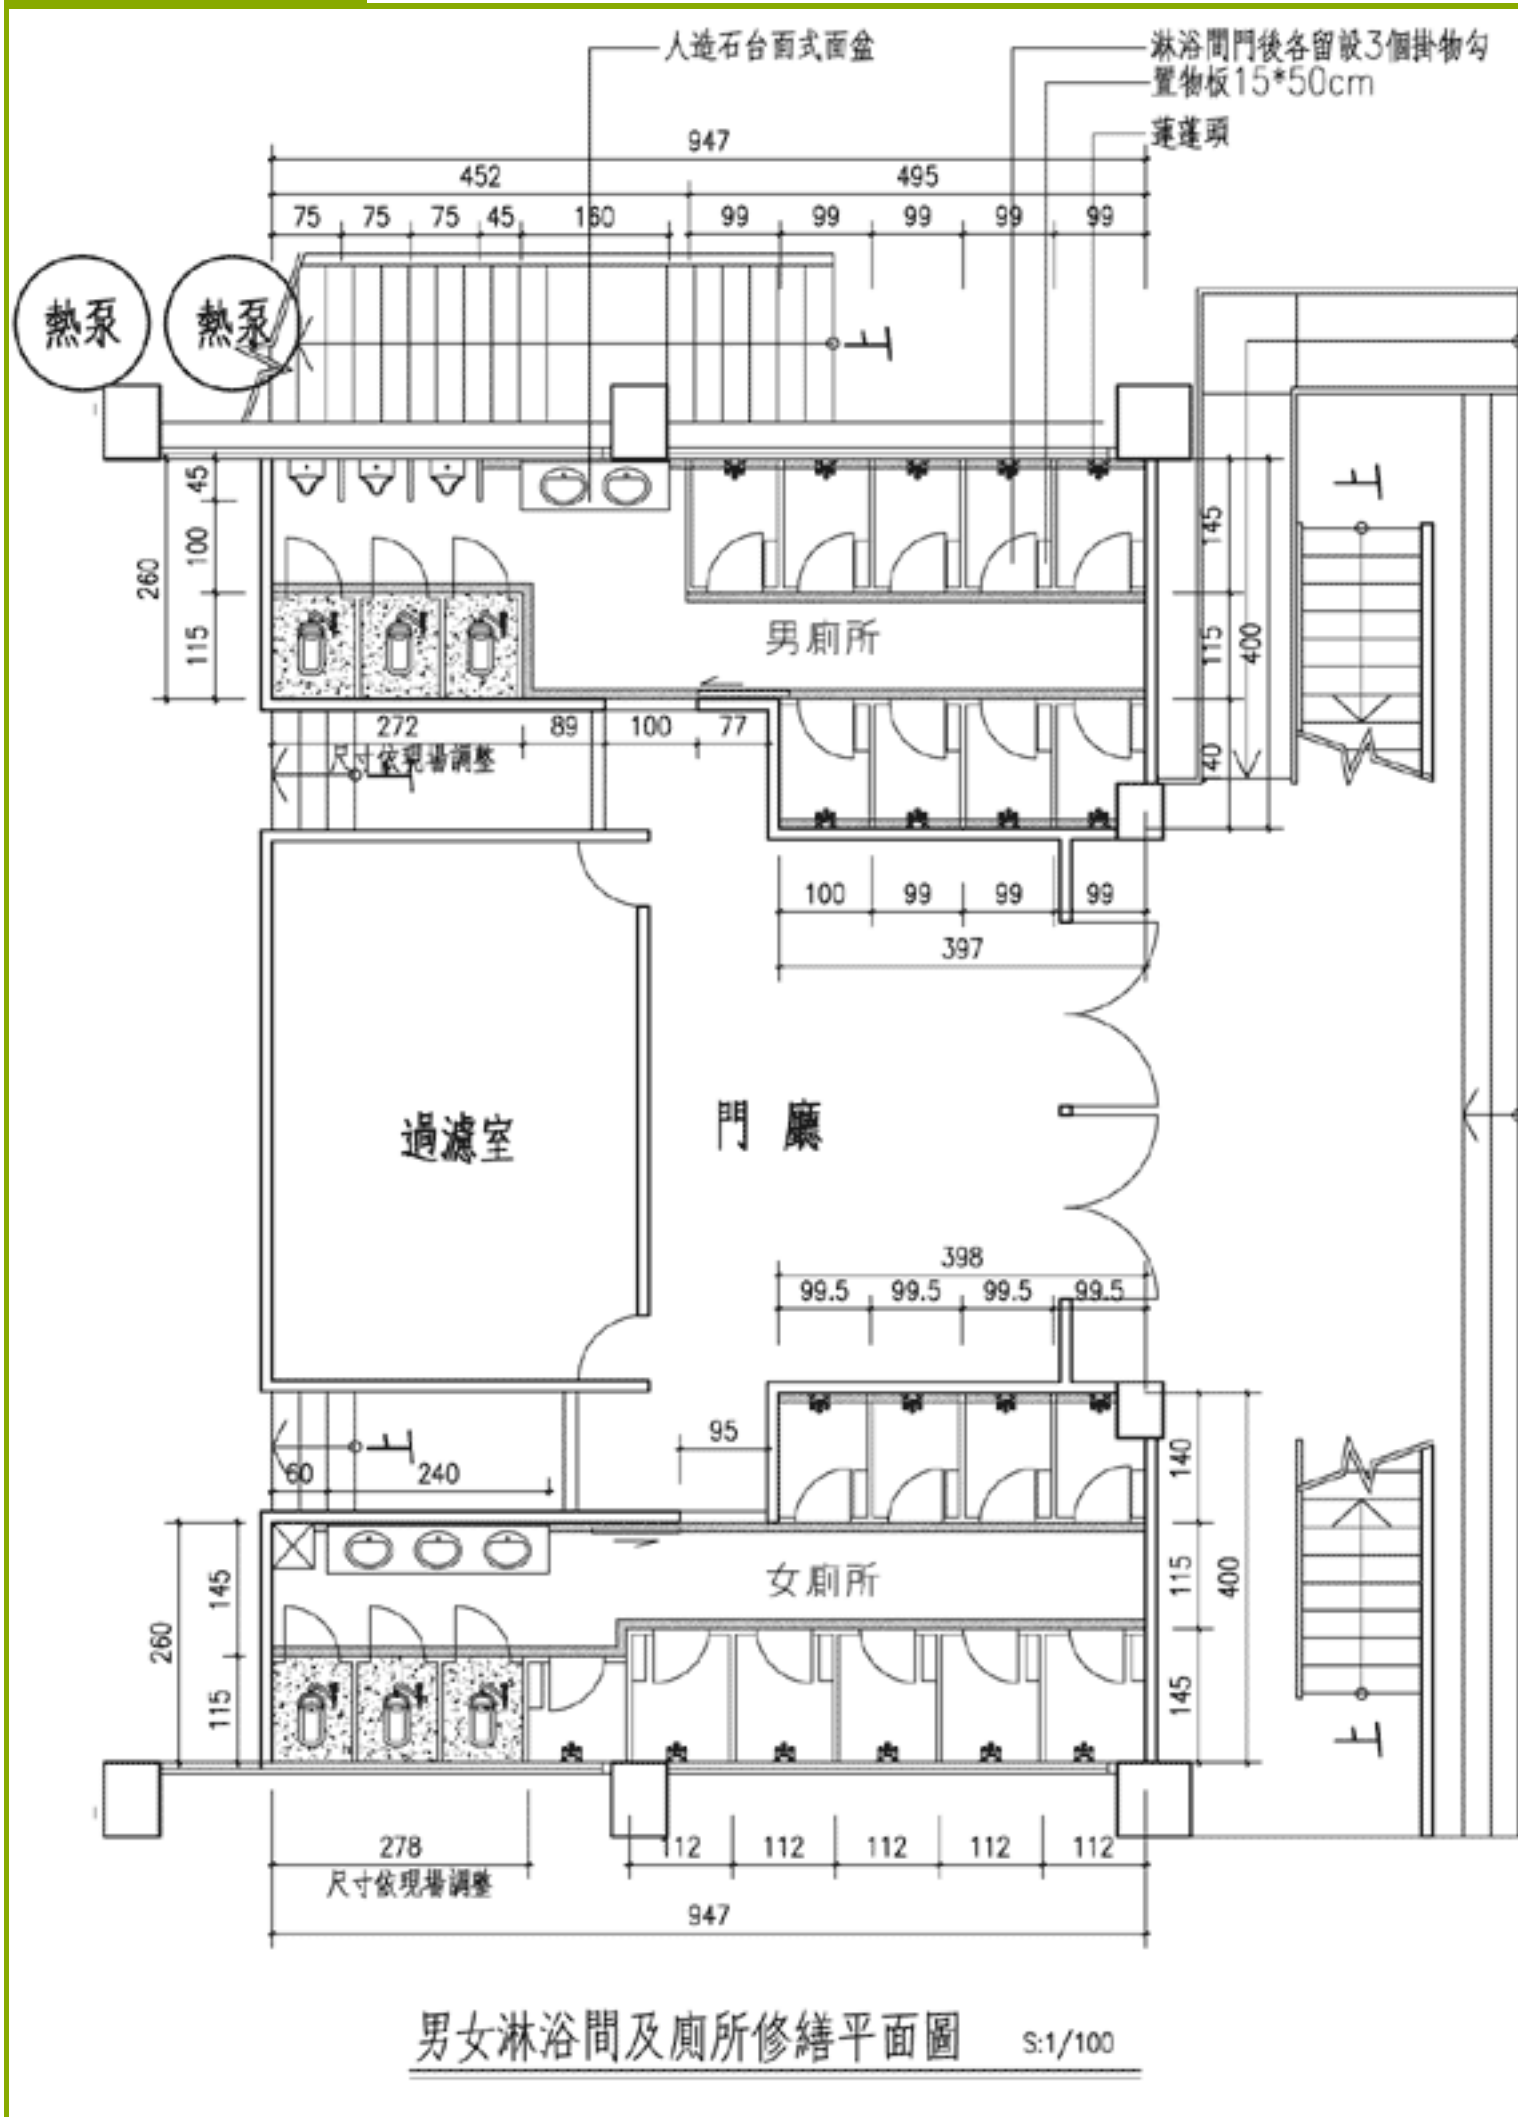 人造石台面式面盆
淋浴間門後各留設3個掛物勾
置物板15*50cm
蓮蓬頭
947
452 495
75 75 75 45 160 99 99 99 99 99
熱泵 熱泵
上
上
45
100
260
115
145
115
400
140
男廁所
272 89 100 77
尺寸依現場調整
上
100 99 99 99
397
過濾室
門 廳
398
99.5 99.5 99.5 99.5
95
上
60 240
140
115
400
145
女廁所
145
260
115
上
278
尺寸依現場調整
112 112 112 112 112
947
男女淋浴間及廁所修繕平面圖 S:1/100